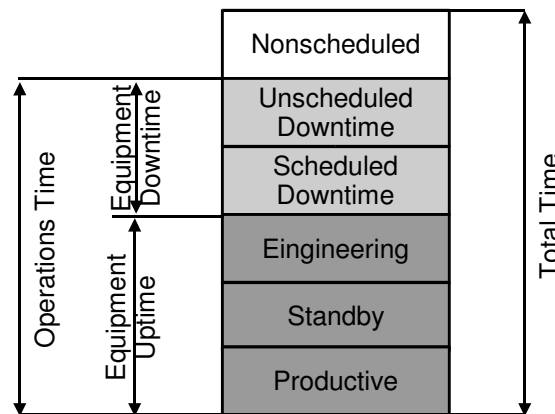 Nonscheduled
Unscheduled
Downtime
Scheduled
Downtime
Eingineering
Standby
Productive
Equipment
Downtime
Equipment
Uptime
Operations Time
Total Time